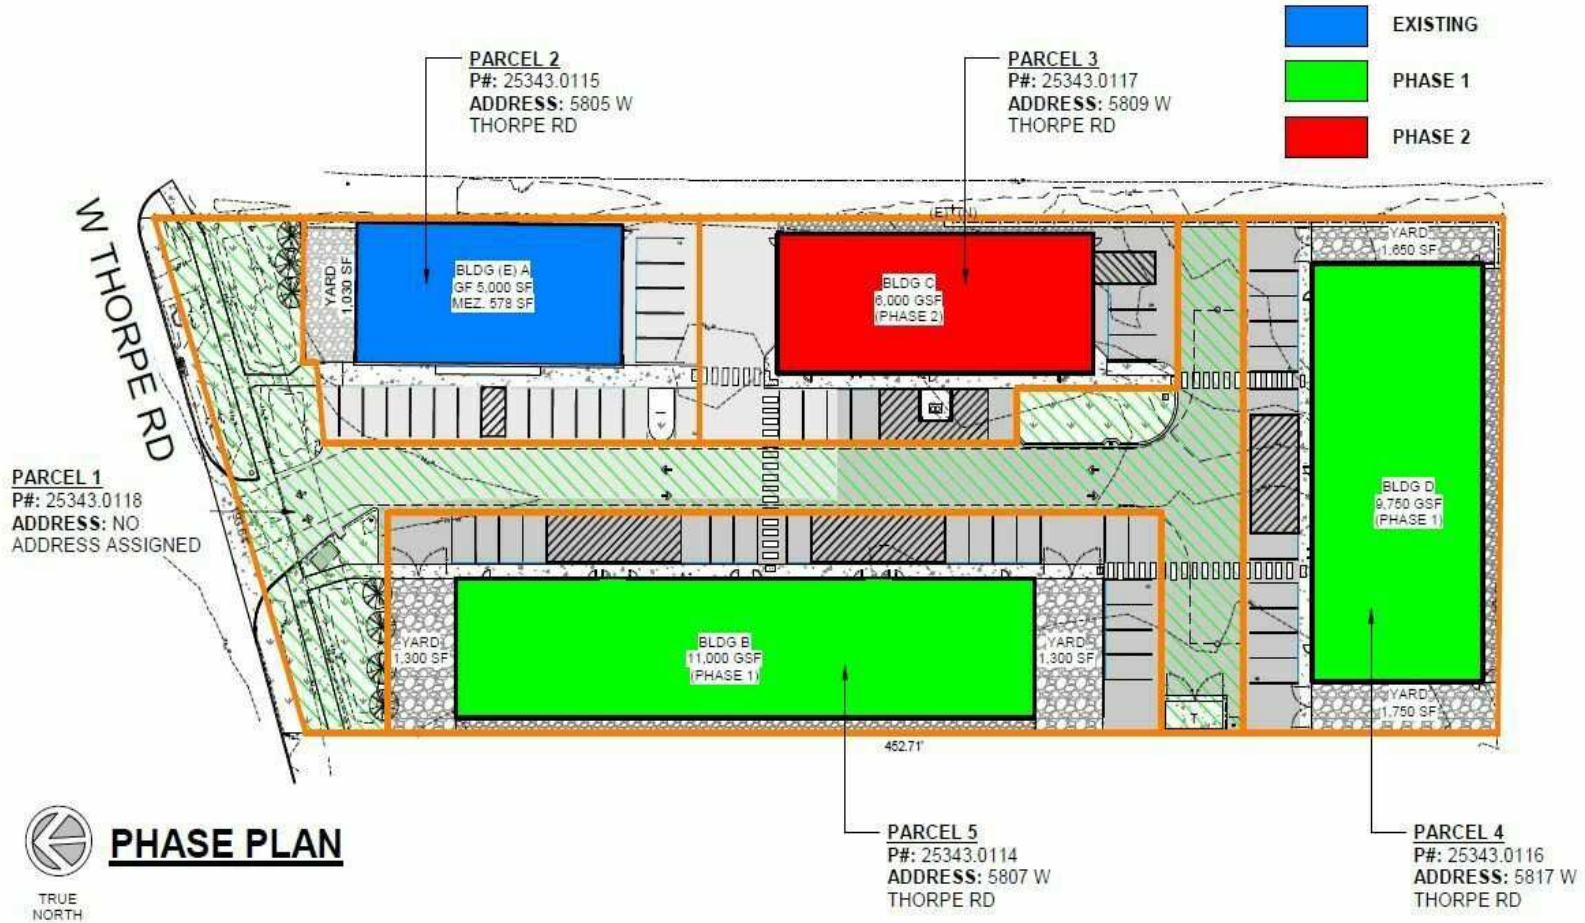 EXISTING
PHASE 1
PHASE 2
PARCEL 2
P#: 25343.0115
ADDRESS: 5805 W
THORPE RD
PARCEL 3
P#: 25343.0117
ADDRESS: 5809 W
THORPE RD
W THORPE RD
YARD
1,030 SF
BLDG (E) A
GF 5,000 SF
MEZ. 578 SF
BLDG C
6,000 GSF
(PHASE 2)
YARD
1,650 SF
PARCEL 1
P#: 25343.0118
ADDRESS: NO
ADDRESS ASSIGNED
BLDG D
9,750 GSF
(PHASE 1)
YARD
1,300 SF
BLDG B
11,000 GSF
(PHASE 1)
YARD
1,300 SF
YARD
1,750 SF
T
452.71'
PHASE PLAN
TRUE
NORTH
PARCEL 5
P#: 25343.0114
ADDRESS: 5807 W
THORPE RD
PARCEL 4
P#: 25343.0116
ADDRESS: 5817 W
THORPE RD